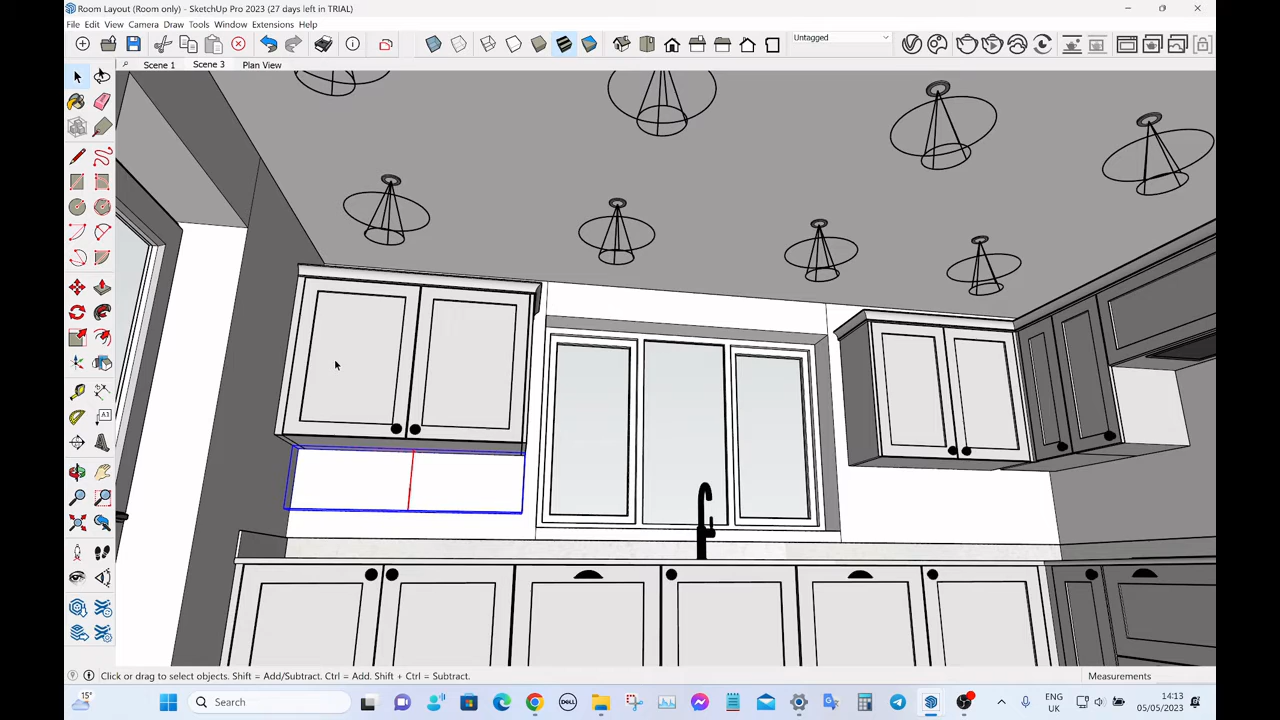 Room Layout (Room only) - SketchUp Pro 2023 (27 days left in TRIAL)
File Edit View Camera Draw Tools Window Extensions Help
Untagged
Scene 1 Scene 3 Plan View
A1
Click or drag to select objects. Shift = Add/Subtract. Ctrl = Add. Shift + Ctrl = Subtract.
Measurements
15°
Search
DELL
ENG
UK
14:13
05/05/2023